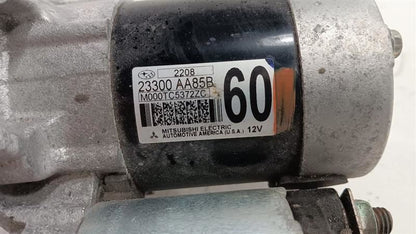 2208
23300 AA85B
M000TC5372ZC
60
MITSUBISHI ELECTRIC
AUTOMOTIVE AMERICA (U.S.A.) 12V